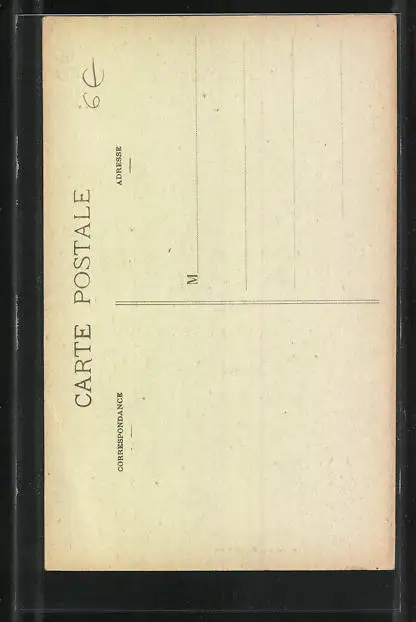 6€
CARTE POSTALE
CORRESPONDANCE
ADRESSE
M